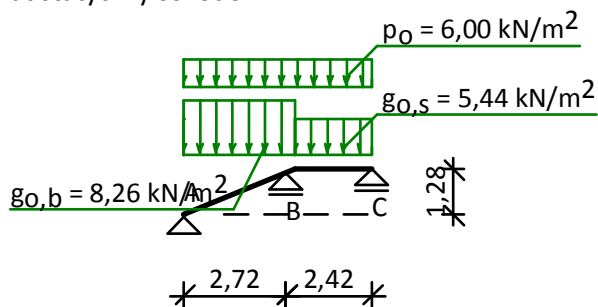 p_o = 6,00 kN/m²
g_o,s = 5,44 kN/m²
g_o,b = 8,26 kN/m²
A
B
C
1,28
2,72
2,42